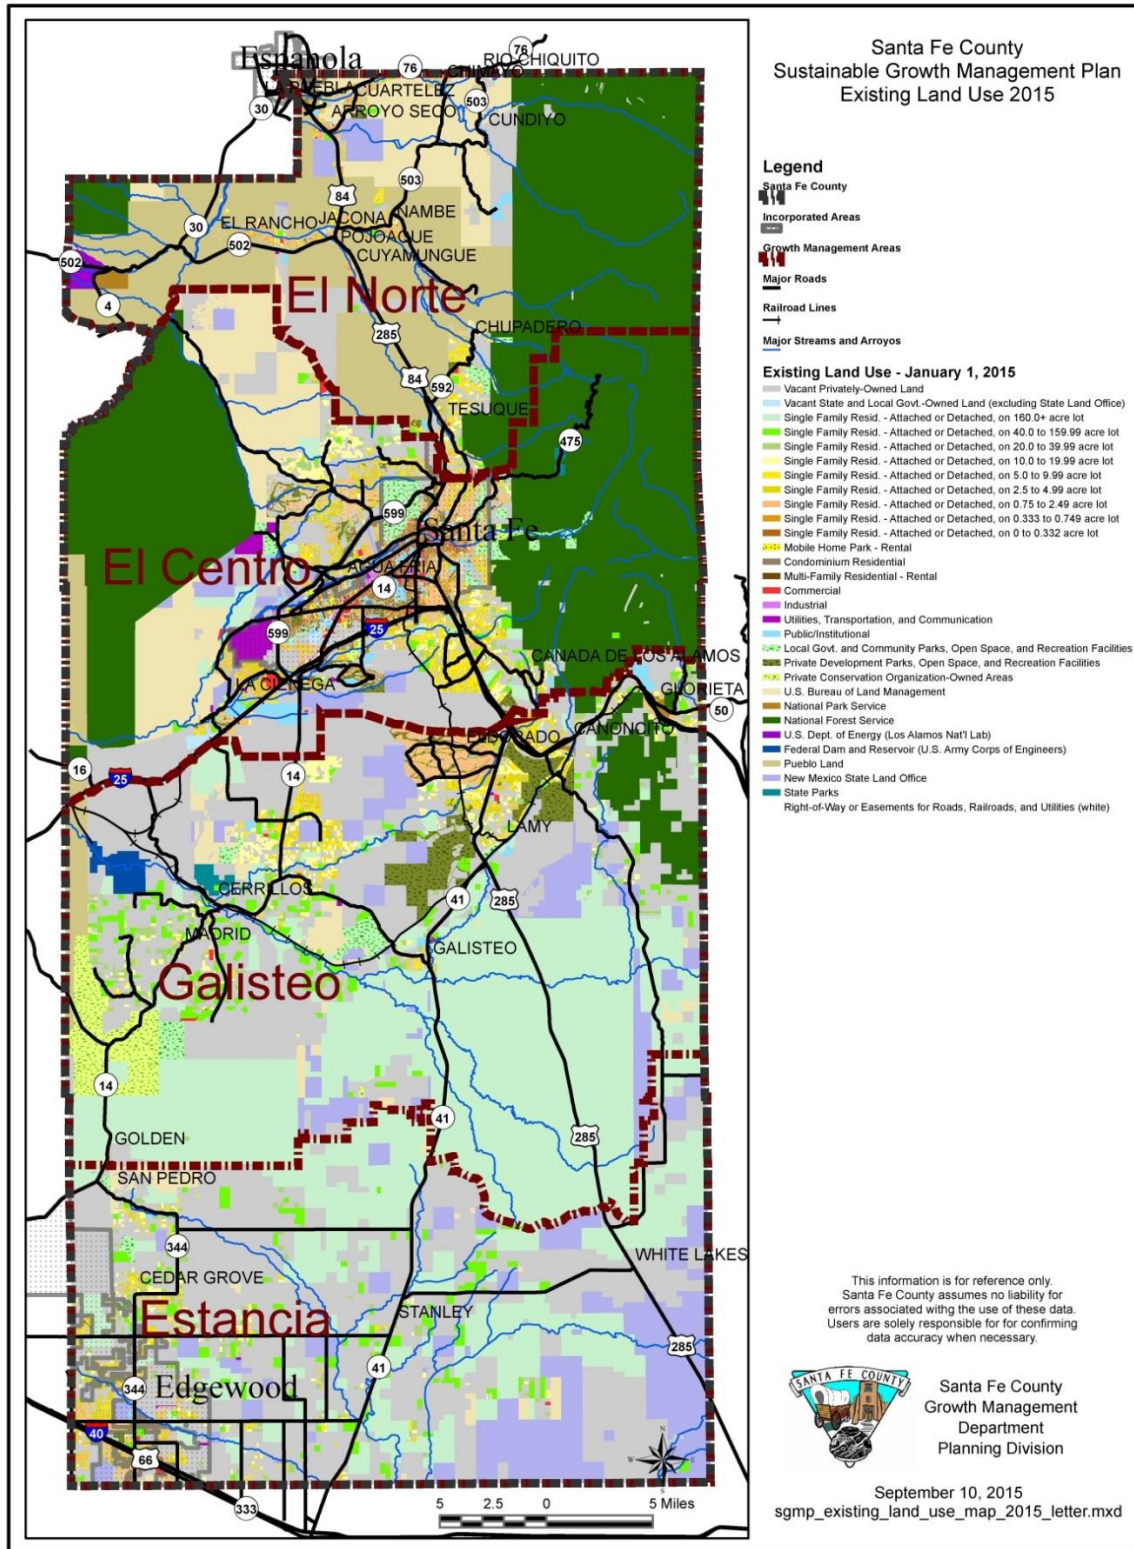 Santa Fe County
Sustainable Growth Management Plan
Existing Land Use 2015
Legend
Santa Fe County
Incorporated Areas
Growth Management Areas
Major Roads
Railroad Lines
Major Streams and Arroyos
Existing Land Use - January 1, 2015
Vacant Privately-Owned Land
Vacant State and Local Govt.-Owned Land (excluding State Land Office)
Single Family Resid. - Attached or Detached, on 160.0+ acre lot
Single Family Resid. - Attached or Detached, on 40.0 to 159.99 acre lot
Single Family Resid. - Attached or Detached, on 20.0 to 39.99 acre lot
Single Family Resid. - Attached or Detached, on 10.0 to 19.99 acre lot
Single Family Resid. - Attached or Detached, on 5.0 to 9.99 acre lot
Single Family Resid. - Attached or Detached, on 2.5 to 4.99 acre lot
Single Family Resid. - Attached or Detached, on 0.75 to 2.49 acre lot
Single Family Resid. - Attached or Detached, on 0.333 to 0.749 acre lot
Single Family Resid. - Attached or Detached, on 0 to 0.332 acre lot
Mobile Home Park - Rental
Condominium Residential
Multi-Family Residential - Rental
Commercial
Industrial
Utilities, Transportation, and Communication
Public/Institutional
Local Govt. and Community Parks, Open Space, and Recreation Facilities
Private Development Parks, Open Space, and Recreation Facilities
Private Conservation Organization-Owned Areas
U.S. Bureau of Land Management
National Park Service
National Forest Service
U.S. Dept. of Energy (Los Alamos Nat'l Lab)
Federal Dam and Reservoir (U.S. Army Corps of Engineers)
Pueblo Land
New Mexico State Land Office
State Parks
Right-of-Way or Easements for Roads, Railroads, and Utilities (white)
Espanola
76
RIO CHIQUITO
76
CHIMAYO
LA PUEBLA
CUARTELEZ
30
ARROYO SECO
503
CUNDIYO
503
84
30
EL RANCHO
JACONA
NAMBE
502
POJOAQUE
CUYAMUNGUE
502
4
El Norte
285
CHUPADERO
84
592
TESUQUE
475
599
Santa Fe
El Centro
AGUA FRIA
14
599
25
CANADA DE LOS ALAMOS
LA CIENEGA
GLORIETA
50
CANONCITO
ELDORADO
16
25
14
LAMY
CERRILLOS
41
285
MADRID
GALISTEO
Galisteo
14
41
285
GOLDEN
SAN PEDRO
344
WHITE LAKES
CEDAR GROVE
STANLEY
Estancia
285
41
344
Edgewood
40
66
333
N
W
E
S
5
2.5
0
5 Miles
This information is for reference only.
Santa Fe County assumes no liability for
errors associated withg the use of these data.
Users are solely responsible for for confirming
data accuracy when necessary.
SANTA FE COUNTY
Santa Fe County
Growth Management
Department
Planning Division
September 10, 2015
sgmp_existing_land_use_map_2015_letter.mxd